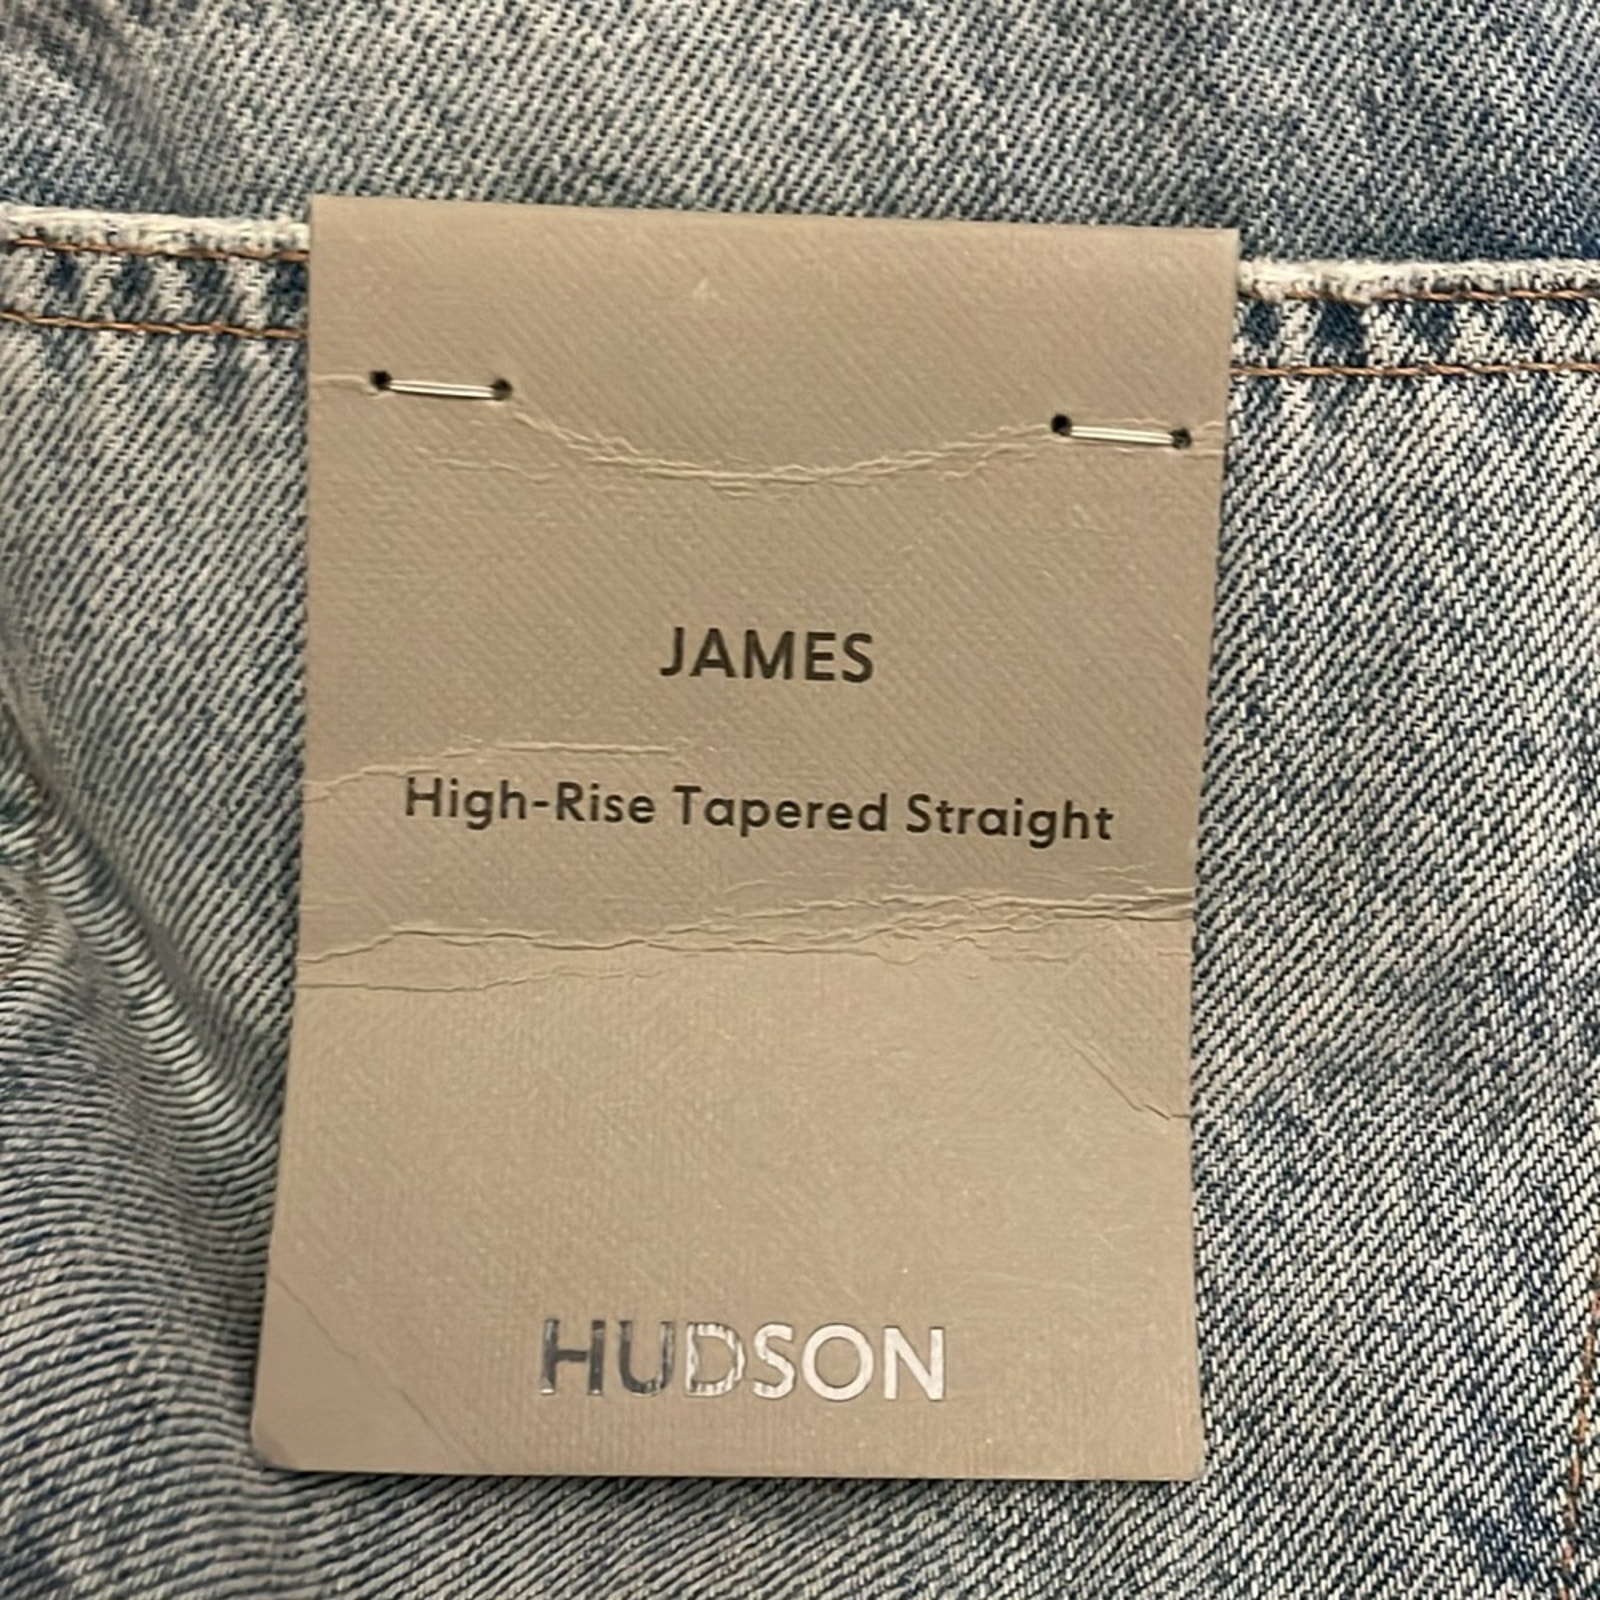 JAMES
High-Rise Tapered Straight
HUDSON